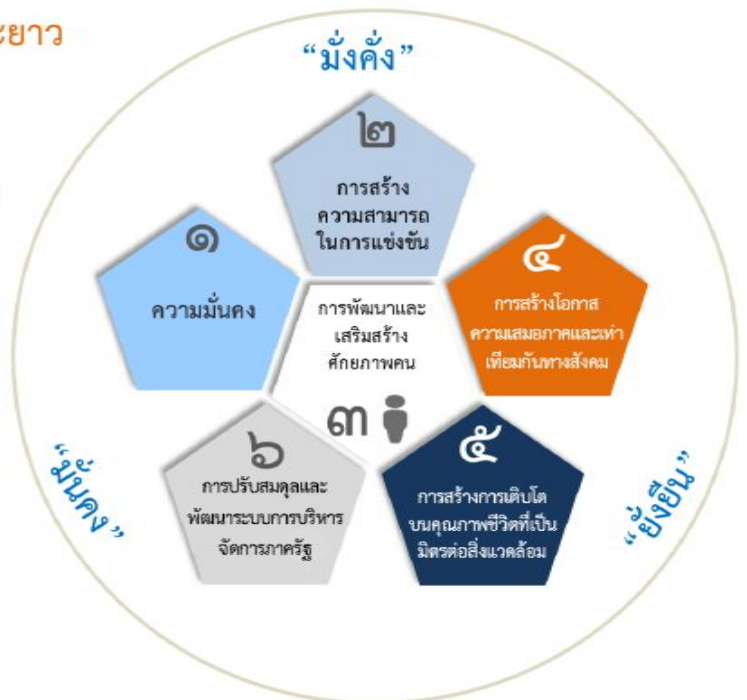 ะยาว
“มั่งคั่ง”
๒
การสร้าง
ความสามารถ
ในการแข่งขัน
๑
ความมั่นคง
๔
การสร้างโอกาส
ความเสมอภาคและเท่า
เทียมกันทางสังคม
การพัฒนาและ
เสริมสร้าง
ศักยภาพคน
๓
๖
การปรับสมดุลและ
พัฒนาระบบการบริหาร
จัดการภาครัฐ
๕
การสร้างการเติบโต
บนคุณภาพชีวิตที่เป็น
มิตรต่อสิ่งแวดล้อม
“มั่นคง”
“ยั่งยืน”